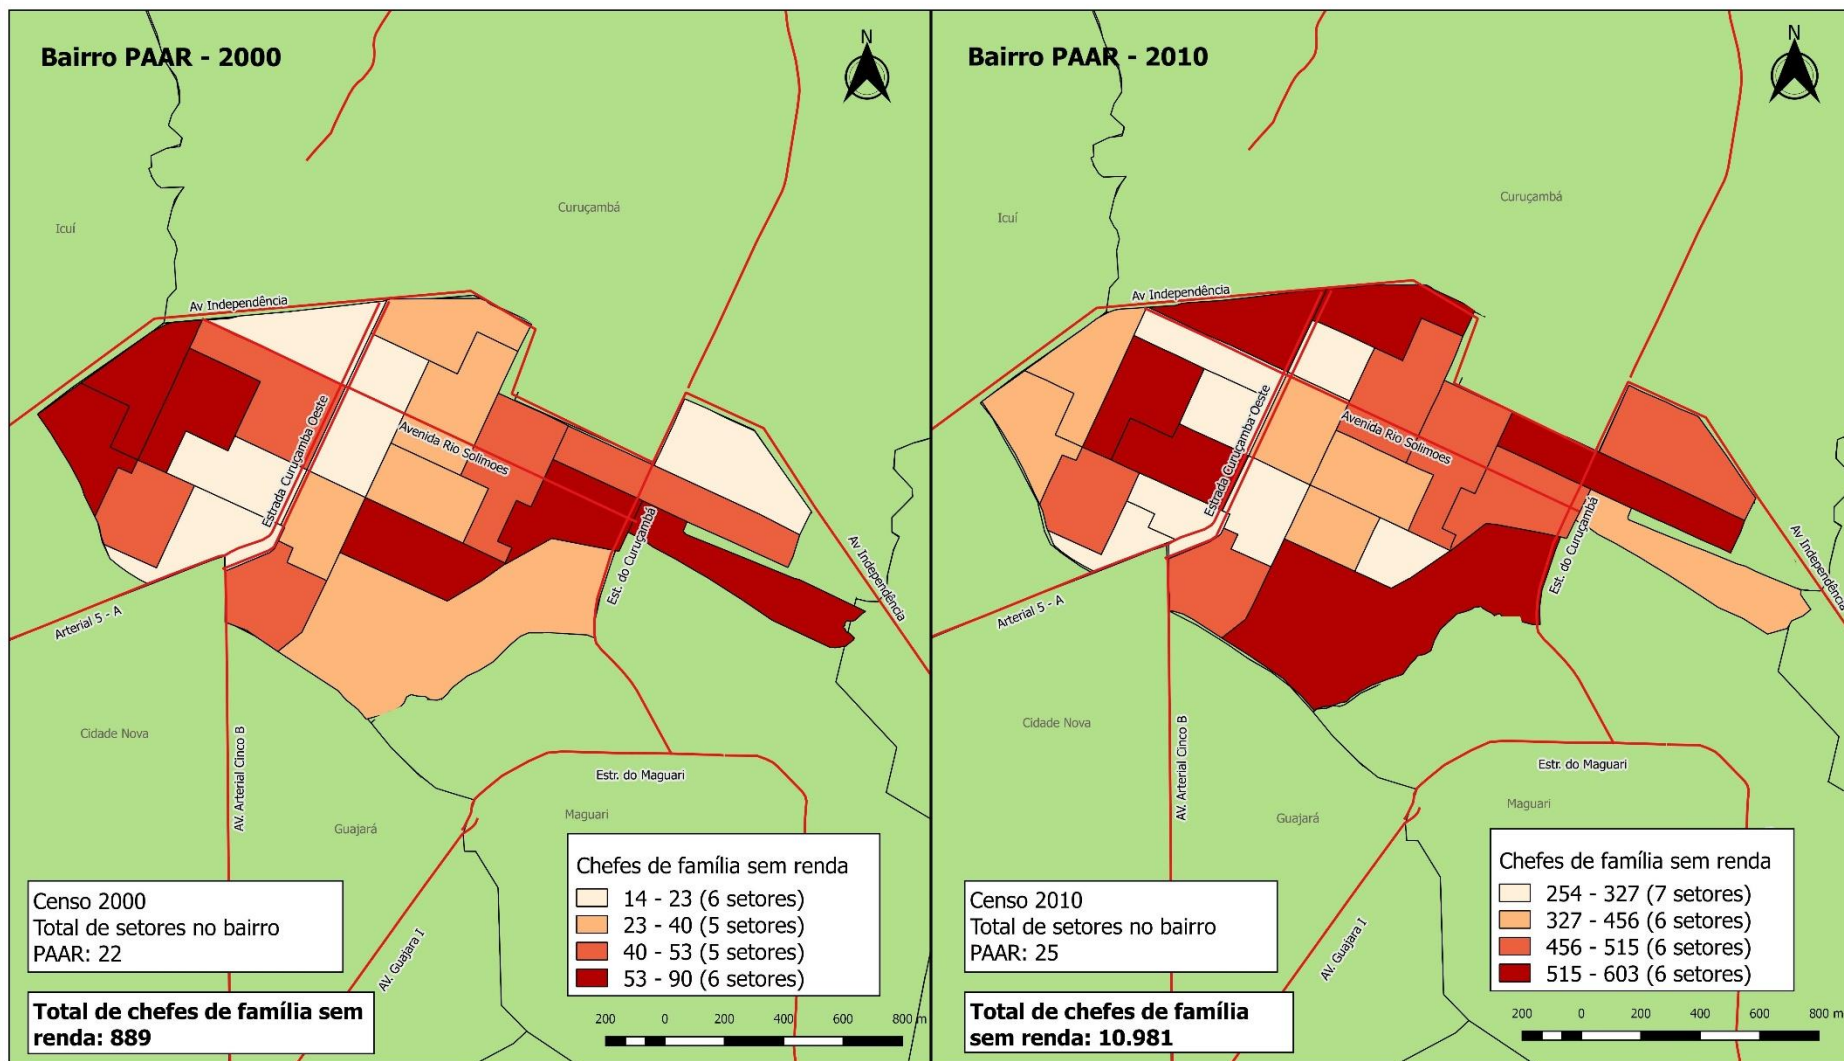 Bairro PAAR - 2000
N
Icuí
Curuçambá
Av Independência
Estrada Curuçamba Oeste
Avenida Rio Solimoes
Est. do Curuçambá
Av Independência
Arterial 5 - A
Cidade Nova
AV. Arterial Cinco B
Estr. do Maguari
Maguari
Guajará
AV. Guajara I
Censo 2000
Total de setores no bairro
PAAR: 22
Total de chefes de família sem
renda: 889
Chefes de família sem renda
14 - 23 (6 setores)
23 - 40 (5 setores)
40 - 53 (5 setores)
53 - 90 (6 setores)
200 0 200 400 600 800 m
Bairro PAAR - 2010
N
Icuí
Curuçambá
Av Independência
Estrada Curuçamba Oeste
Avenida Rio Solimoes
Est. do Curuçambá
Av Independência
Arterial 5 - A
Cidade Nova
AV. Arterial Cinco B
Estr. do Maguari
Maguari
Guajará
AV. Guajara I
Censo 2010
Total de setores no bairro
PAAR: 25
Total de chefes de família
sem renda: 10.981
Chefes de família sem renda
254 - 327 (7 setores)
327 - 456 (6 setores)
456 - 515 (6 setores)
515 - 603 (6 setores)
200 0 200 400 600 800 m